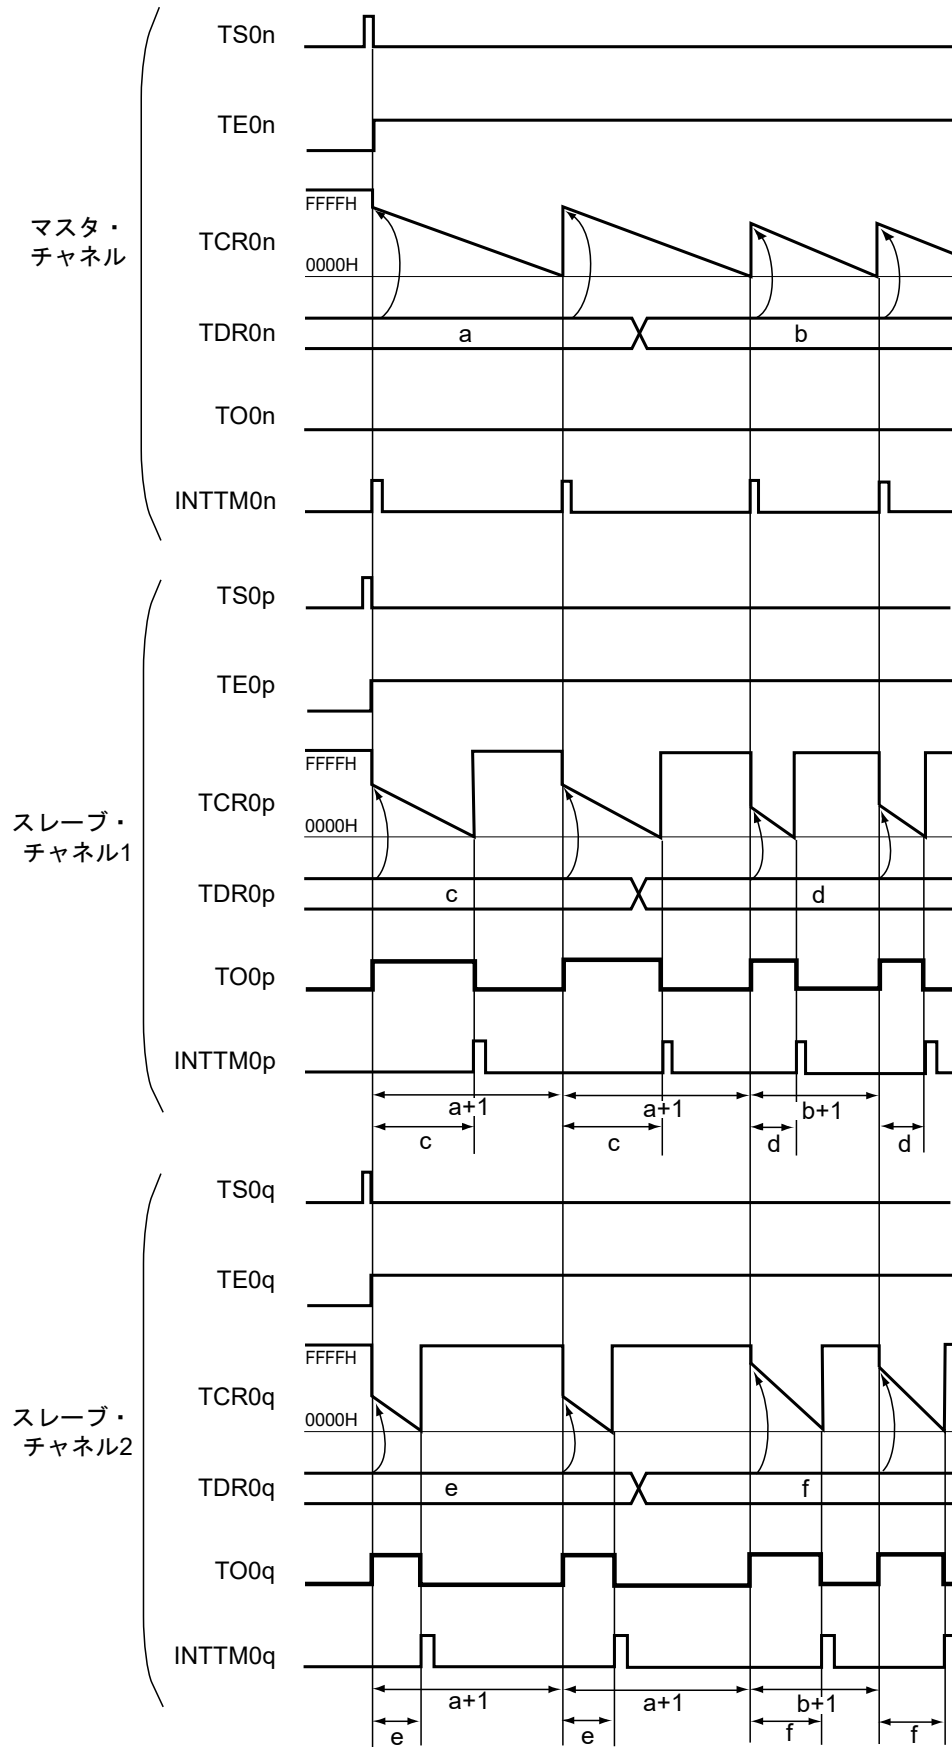 TS0n
TE0n
マスタ・
チャネル
FFFFH
TCR0n
0000H
TDR0n
a
b
TO0n
INTTM0n
TS0p
TE0p
スレーブ・
チャネル1
FFFFH
TCR0p
0000H
TDR0p
c
d
TO0p
INTTM0p
a+1
a+1
b+1
c
c
d
d
TS0q
TE0q
スレーブ・
チャネル2
FFFFH
TCR0q
0000H
TDR0q
e
f
TO0q
INTTM0q
a+1
a+1
b+1
e
e
f
f